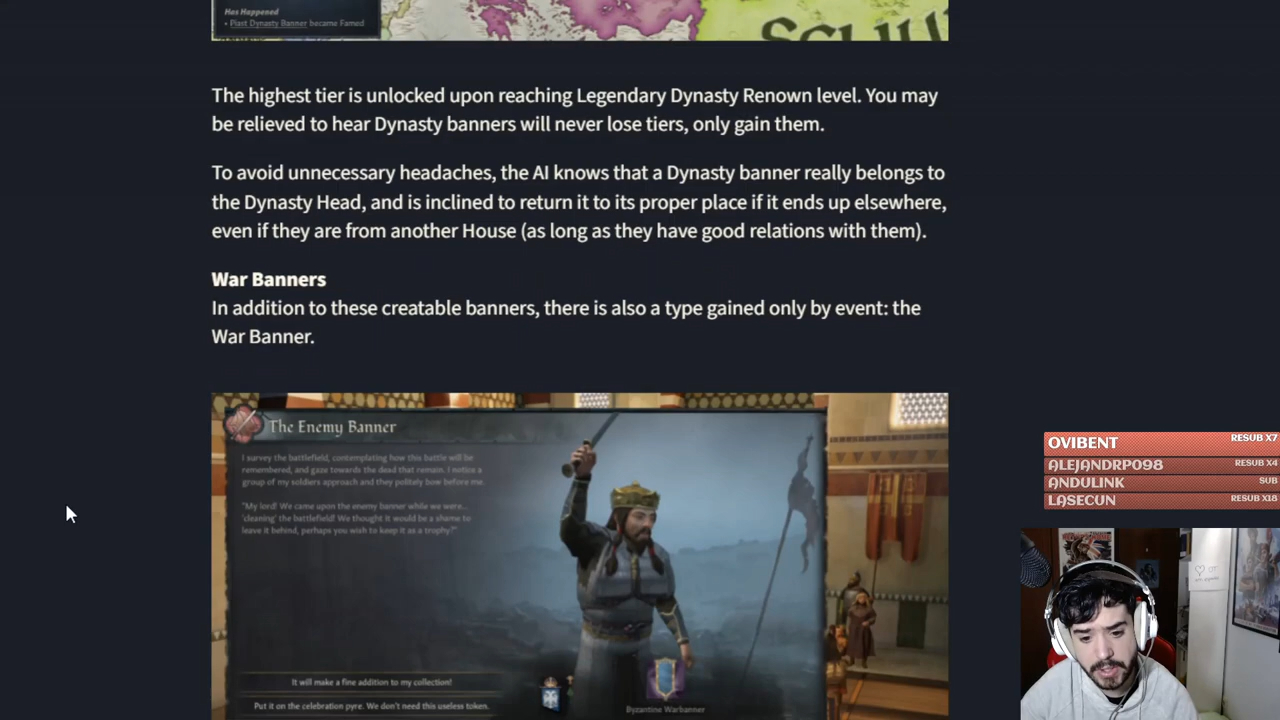 Has Happened
• Piast Dynasty Banner became Famed
The highest tier is unlocked upon reaching Legendary Dynasty Renown level. You may
be relieved to hear Dynasty banners will never lose tiers, only gain them.
To avoid unnecessary headaches, the AI knows that a Dynasty banner really belongs to
the Dynasty Head, and is inclined to return it to its proper place if it ends up elsewhere,
even if they are from another House (as long as they have good relations with them).
War Banners
In addition to these creatable banners, there is also a type gained only by event: the
War Banner.
The Enemy Banner
I survey the battlefield, contemplating how this battle will be
remembered, and gaze towards the dead that remain. I notice a
group of my soldiers approach and they politely bow before me.
"My lord! We came upon the enemy banner while we were...
'cleaning' the battlefield! We thought it would be a shame to
leave it behind, perhaps you wish to keep it as a trophy?"
It will make a fine addition to my collection!
Put it on the celebration pyre. We don't need this useless token.
Byzantine Warbanner
OVIBENT RESUB X7
ALEJANDRP098 RESUB X4
ANDULINK SUB
LASECUN RESUB X18